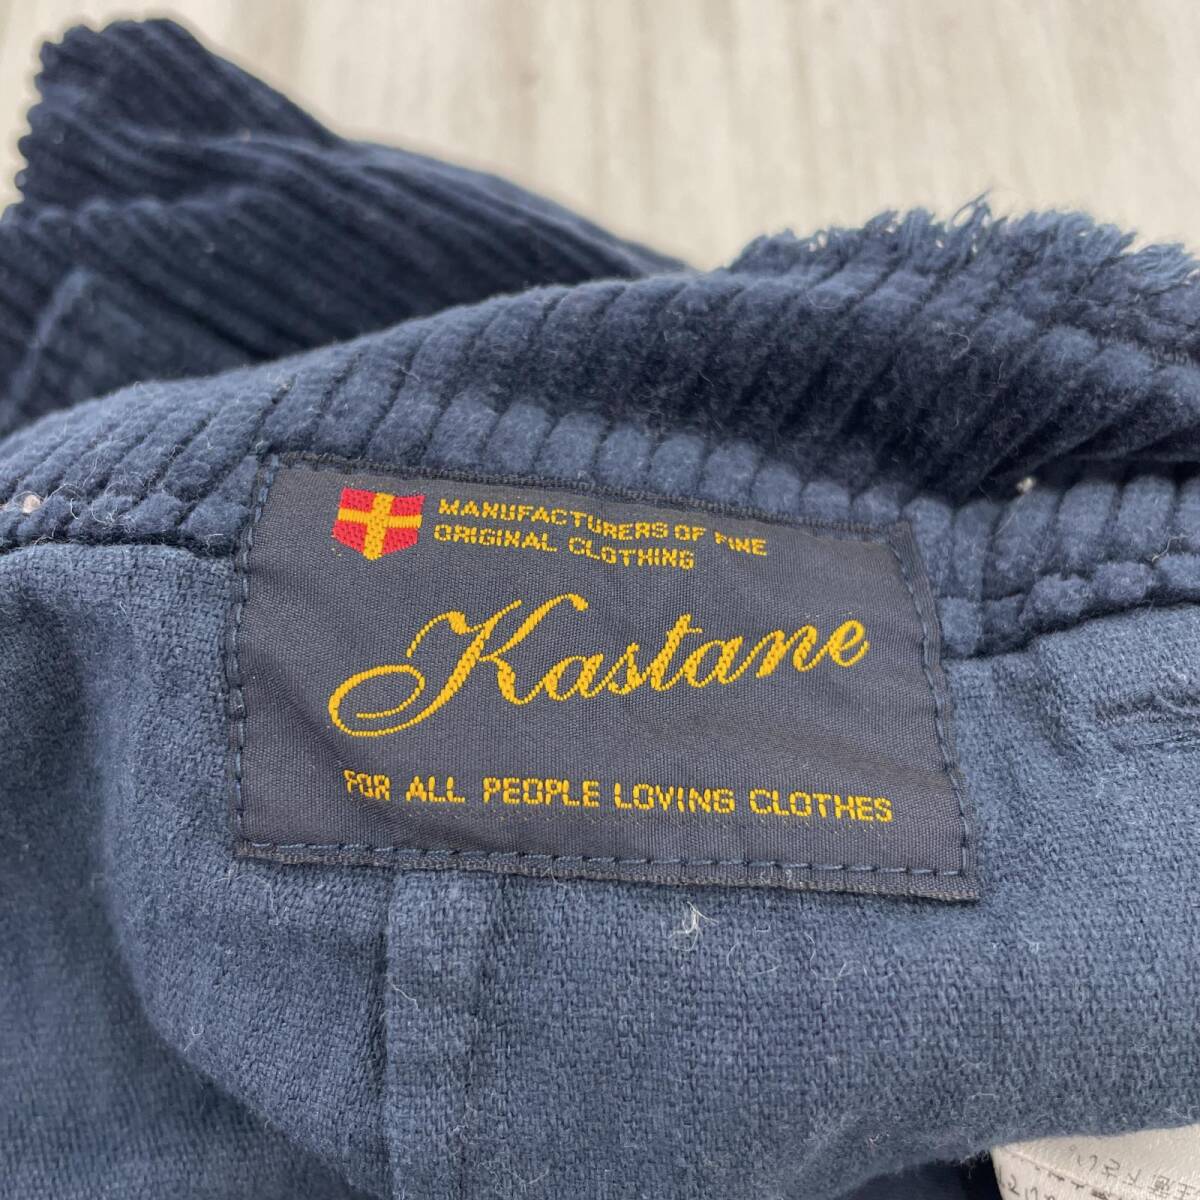 MANUFACTURERS OF FINE
ORIGINAL CLOTHING
Kastane
FOR ALL PEOPLE LOVING CLOTHES